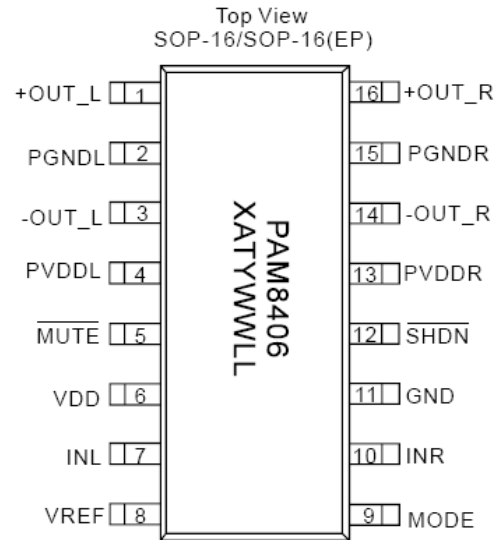 Top View
SOP-16/SOP-16(EP)
+OUT_L 1
PGNDL 2
-OUT_L 3
PVDDL 4
M̅U̅T̅E̅ 5
VDD 6
INL 7
VREF 8
PAM8406
XATYWWLL
16 +OUT_R
15 PGNDR
14 -OUT_R
13 PVDDR
12 S̅H̅D̅N̅
11 GND
10 INR
9 MODE